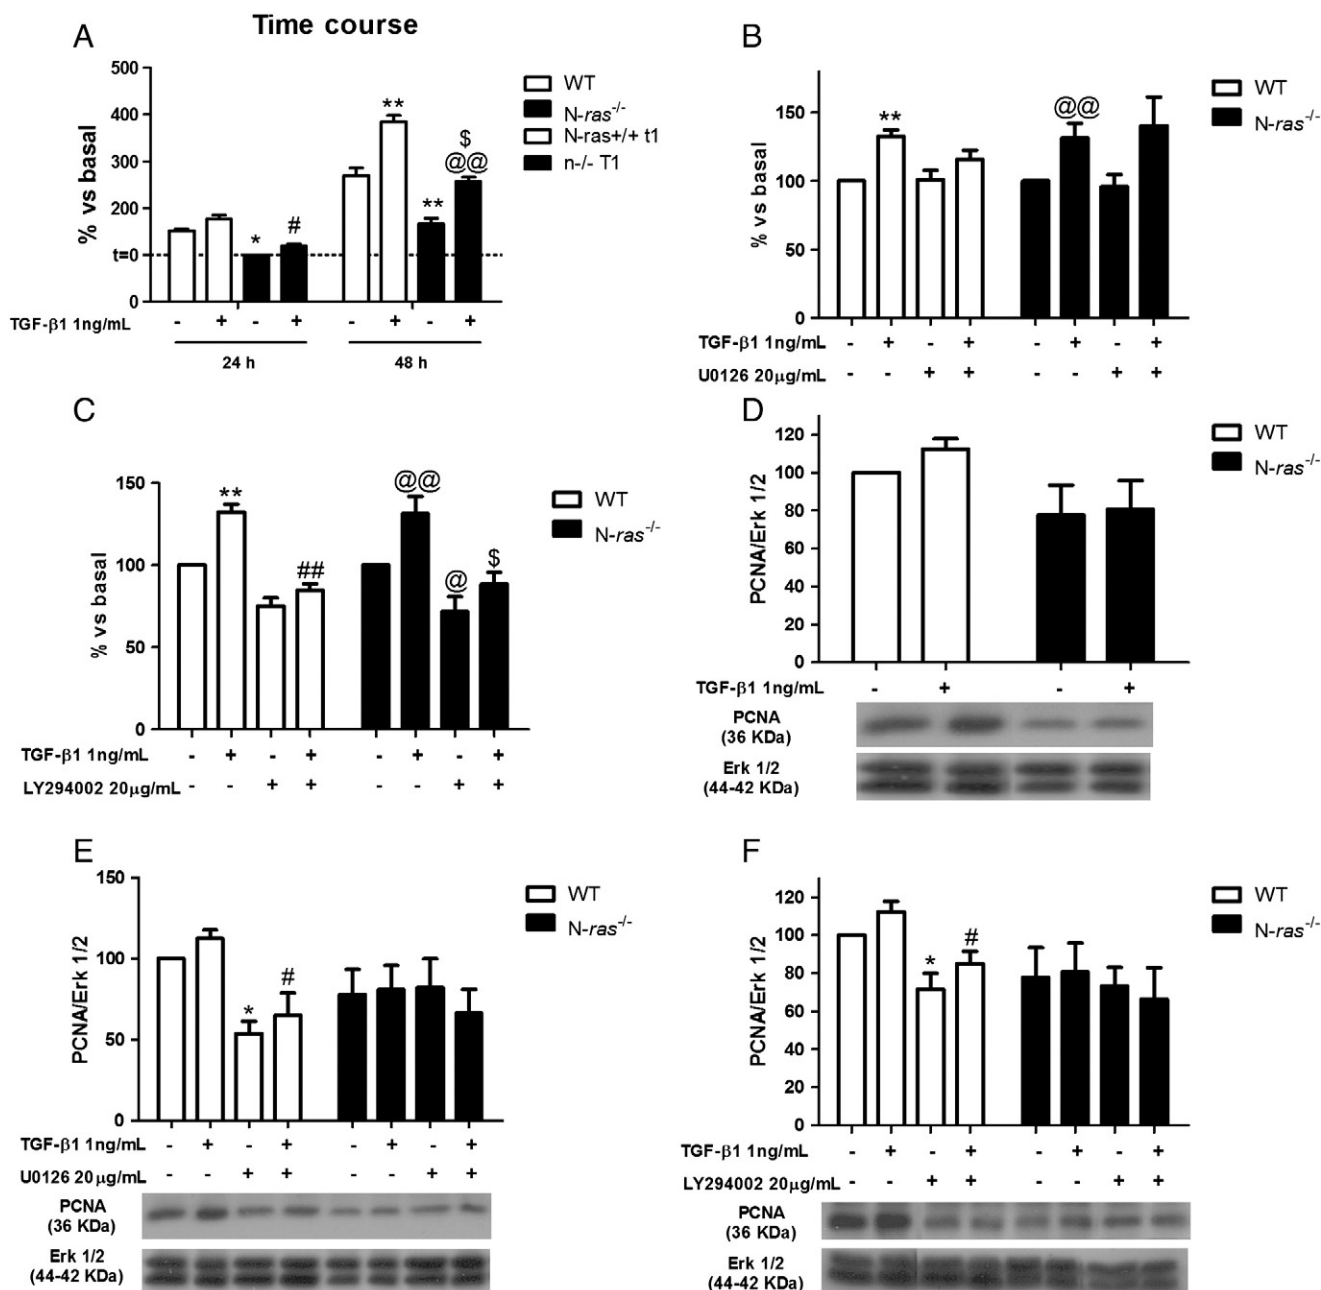 A
Time course
% vs basal
500
400
300
200
t=0
0
**
$
@@
**
*
#
WT
N-ras-/-
N-ras+/+ t1
n-/- T1
TGF-β1 1ng/mL - + - + - + - +
24 h 48 h
B
% vs basal
150
100
50
0
**
@@
WT
N-ras-/-
TGF-β1 1ng/mL - + - + - + - +
U0126 20µg/mL - - + + - - + +
C
% vs basal
150
100
50
0
**
##
@@
@
$
WT
N-ras-/-
TGF-β1 1ng/mL - + - + - + - +
LY294002 20µg/mL - - + + - - + +
D
PCNA/Erk 1/2
120
100
80
60
40
20
0
WT
N-ras-/-
TGF-β1 1ng/mL - + - +
PCNA
(36 KDa)
Erk 1/2
(44-42 KDa)
E
PCNA/Erk 1/2
150
100
50
0
*
#
WT
N-ras-/-
TGF-β1 1ng/mL - + - + - + - +
U0126 20µg/mL - - + + - - + +
PCNA
(36 KDa)
Erk 1/2
(44-42 KDa)
F
PCNA/Erk 1/2
120
100
80
60
40
20
0
*
#
WT
N-ras-/-
TGF-β1 1ng/mL - + - + - + - +
LY294002 20µg/mL - - + + - - + +
PCNA
(36 KDa)
Erk 1/2
(44-42 KDa)